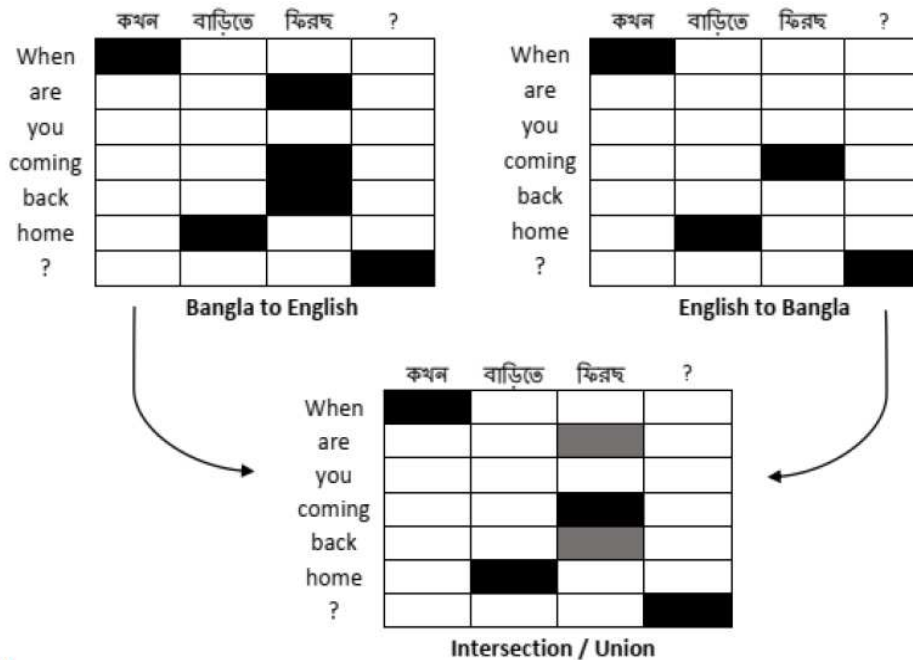 কখন বাড়িতে ফিরছ ?
When
are
you
coming
back
home
?
Bangla to English
কখন বাড়িতে ফিরছ ?
When
are
you
coming
back
home
?
English to Bangla
কখন বাড়িতে ফিরছ ?
When
are
you
coming
back
home
?
Intersection / Union